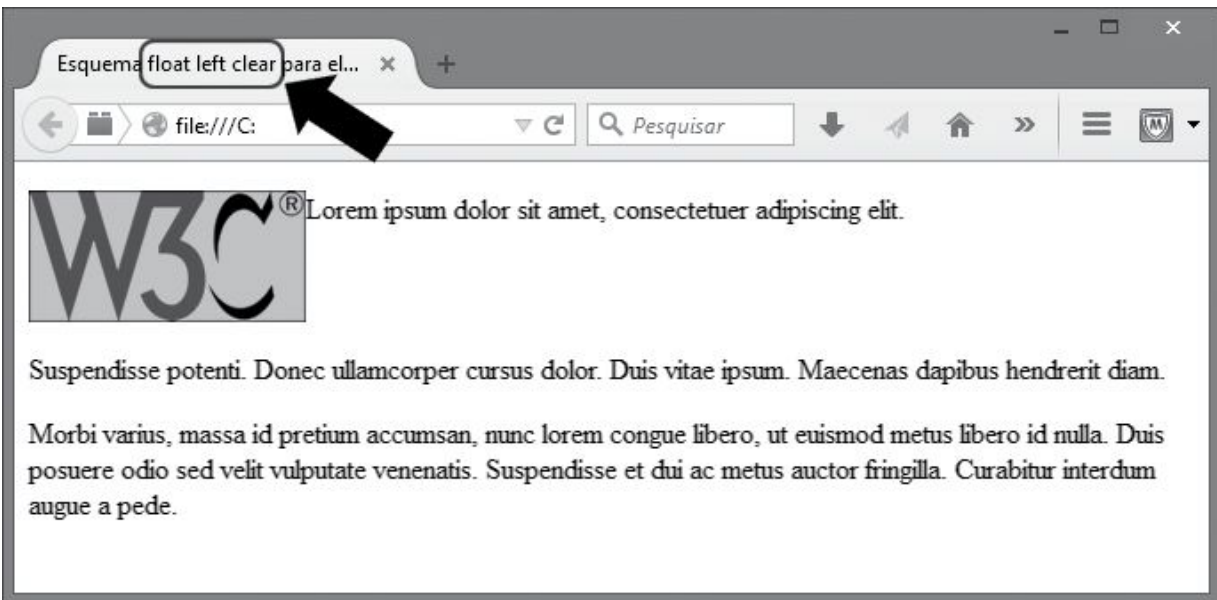 Esquema float left clear para el...
file:///C:
Pesquisar
W3C®
Lorem ipsum dolor sit amet, consectetuer adipiscing elit.
Suspendisse potenti. Donec ullamcorper cursus dolor. Duis vitae ipsum. Maecenas dapibus hendrerit diam.
Morbi varius, massa id pretium accumsan, nunc lorem congue libero, ut euismod metus libero id nulla. Duis
posuere odio sed velit vulputate venenatis. Suspendisse et dui ac metus auctor fringilla. Curabitur interdum
augue a pede.